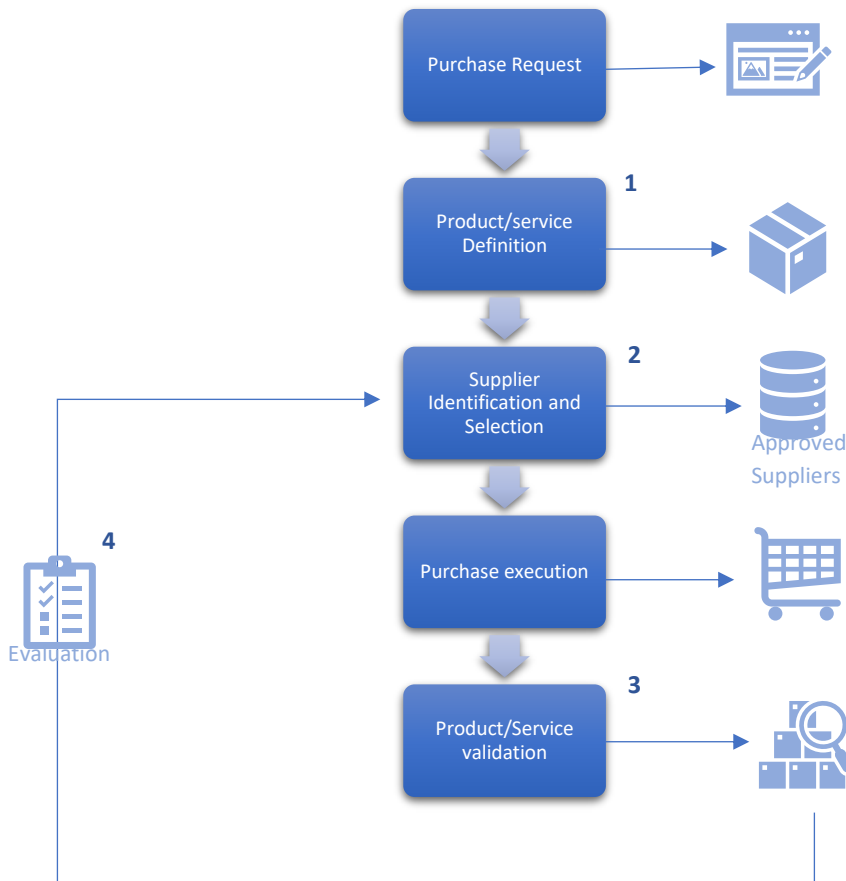 Purchase Request
1
Product/service
Definition
2
Supplier
Identification and
Selection
Approved
Suppliers
4
Evaluation
Purchase execution
3
Product/Service
validation